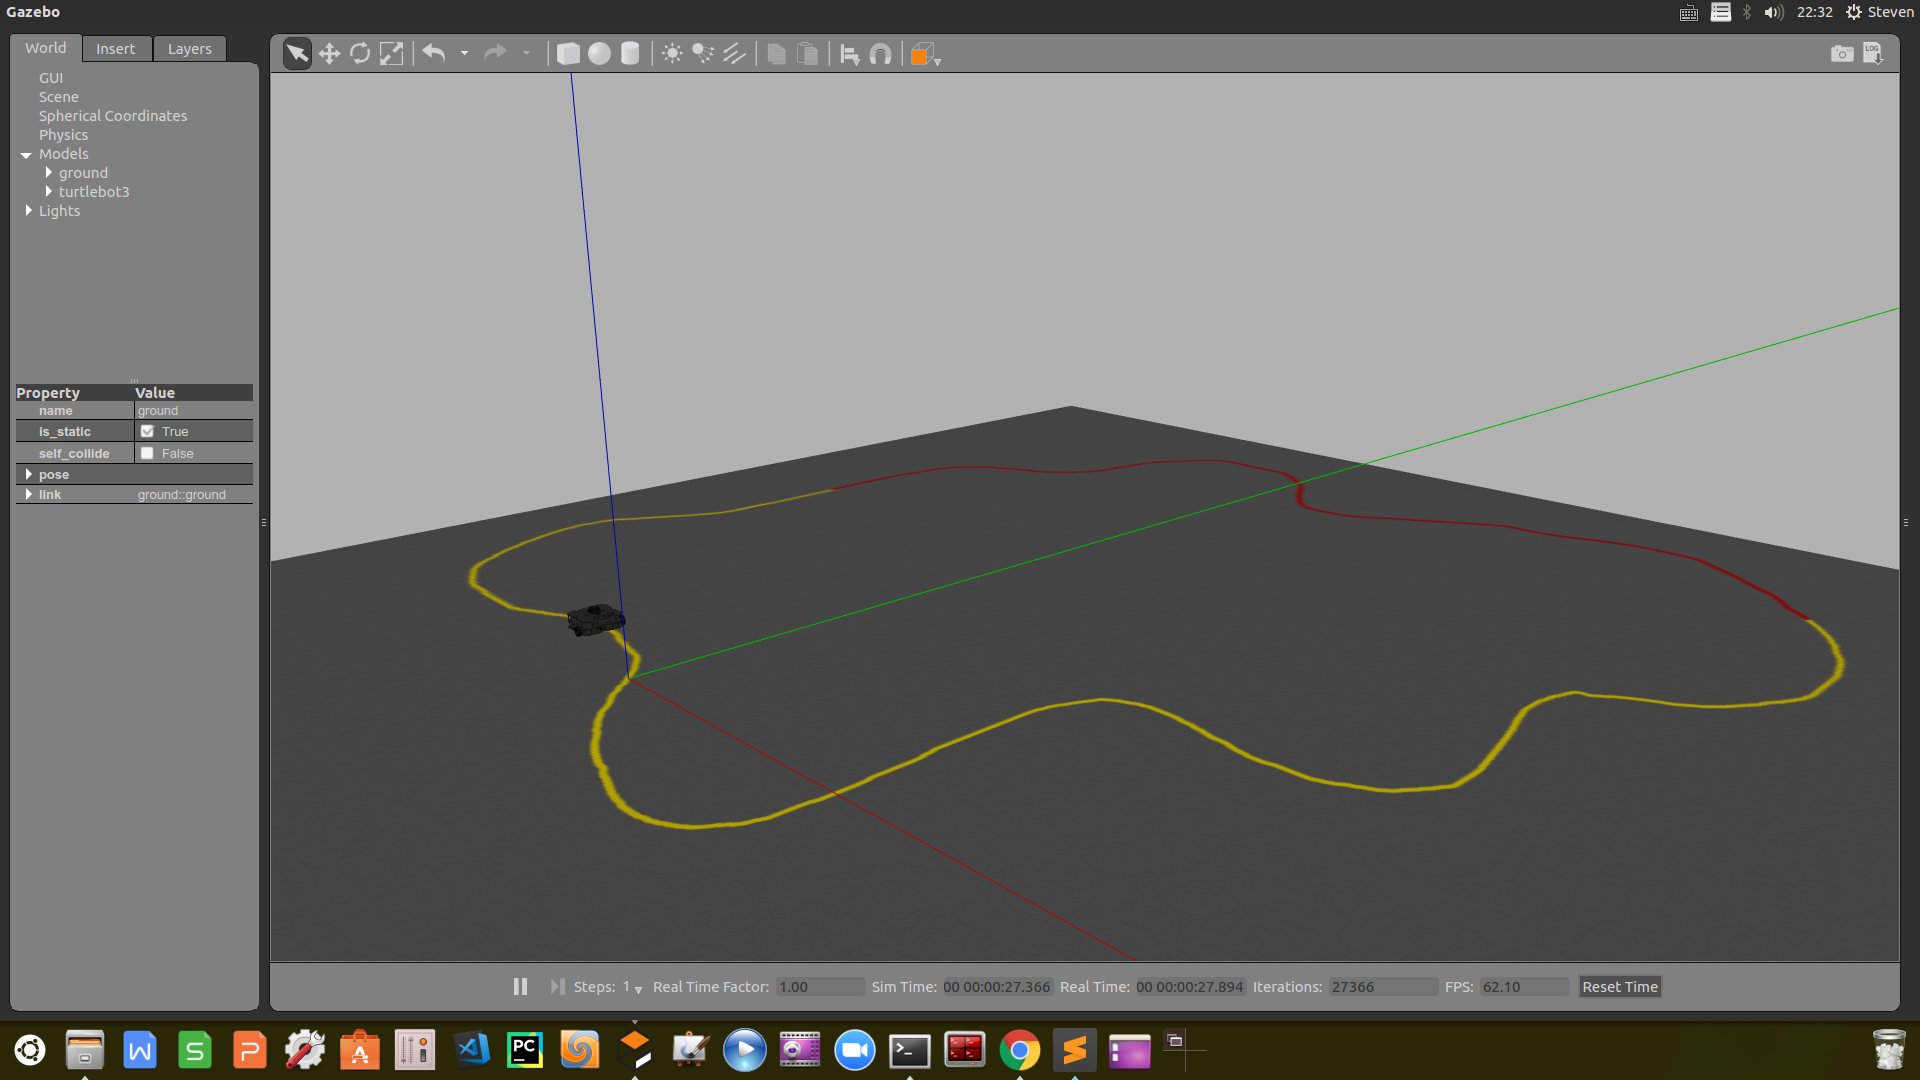 Gazebo
22:32 Steven
World Insert Layers
GUI
Scene
Spherical Coordinates
Physics
Models
ground
turtlebot3
Lights
Property Value
name ground
is_static True
self_collide False
pose
link ground::ground
LOG
Steps: 1 Real Time Factor: 1.00 Sim Time: 00 00:00:27.366 Real Time: 00 00:00:27.894 Iterations: 27366 FPS: 62.10 Reset Time
W S P A PC >_